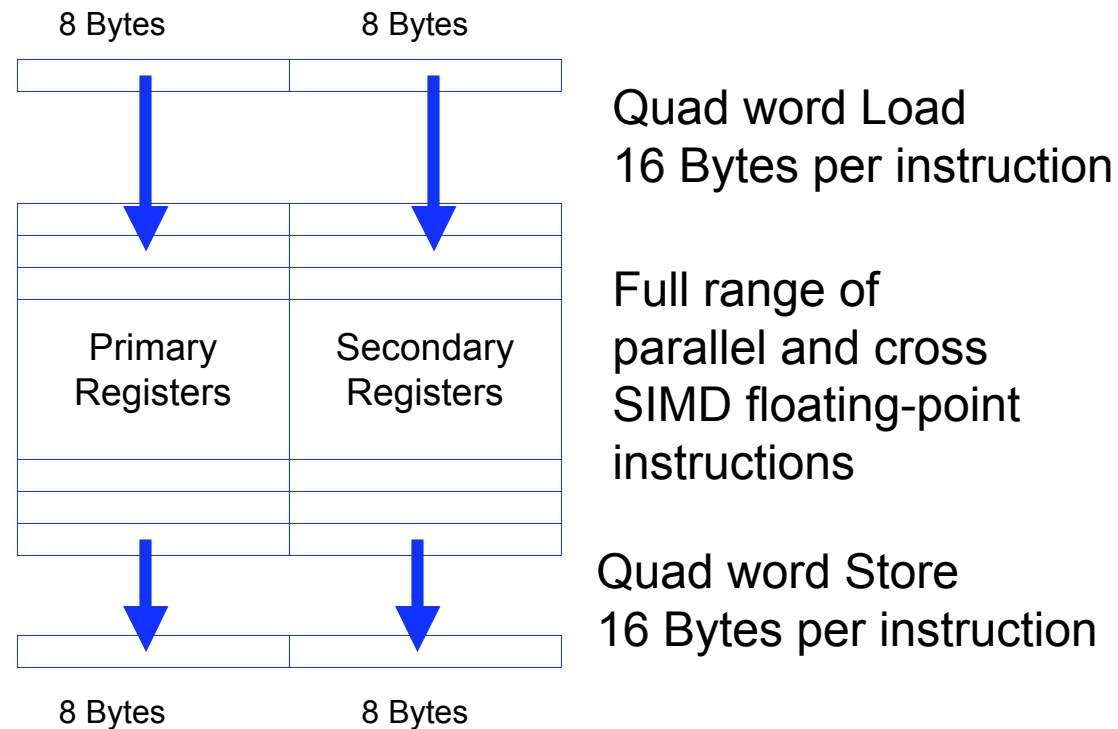 8 Bytes
8 Bytes
Quad word Load
16 Bytes per instruction
Primary
Registers
Secondary
Registers
Full range of
parallel and cross
SIMD floating-point
instructions
Quad word Store
16 Bytes per instruction
8 Bytes
8 Bytes